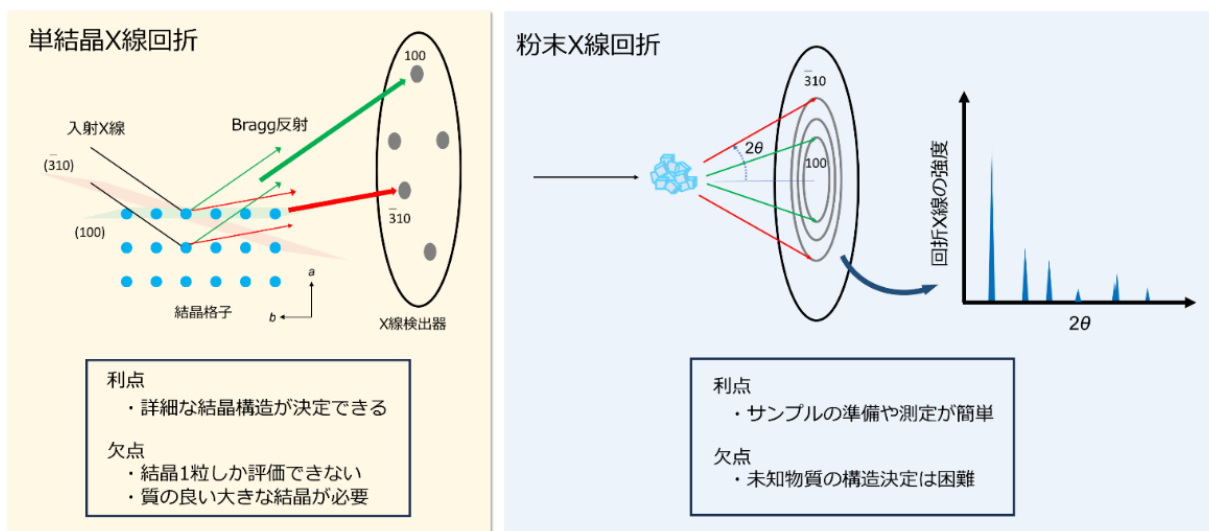 単結晶X線回折
100
入射X線
Bragg反射
(3̅10)
3̅10
(100)
a
b
結晶格子
X線検出器
利点
・詳細な結晶構造が決定できる
欠点
・結晶1粒しか評価できない
・質の良い大きな結晶が必要
粉末X線回折
3̅10
2θ
100
回折X線の強度
2θ
利点
・サンプルの準備や測定が簡単
欠点
・未知物質の構造決定は困難